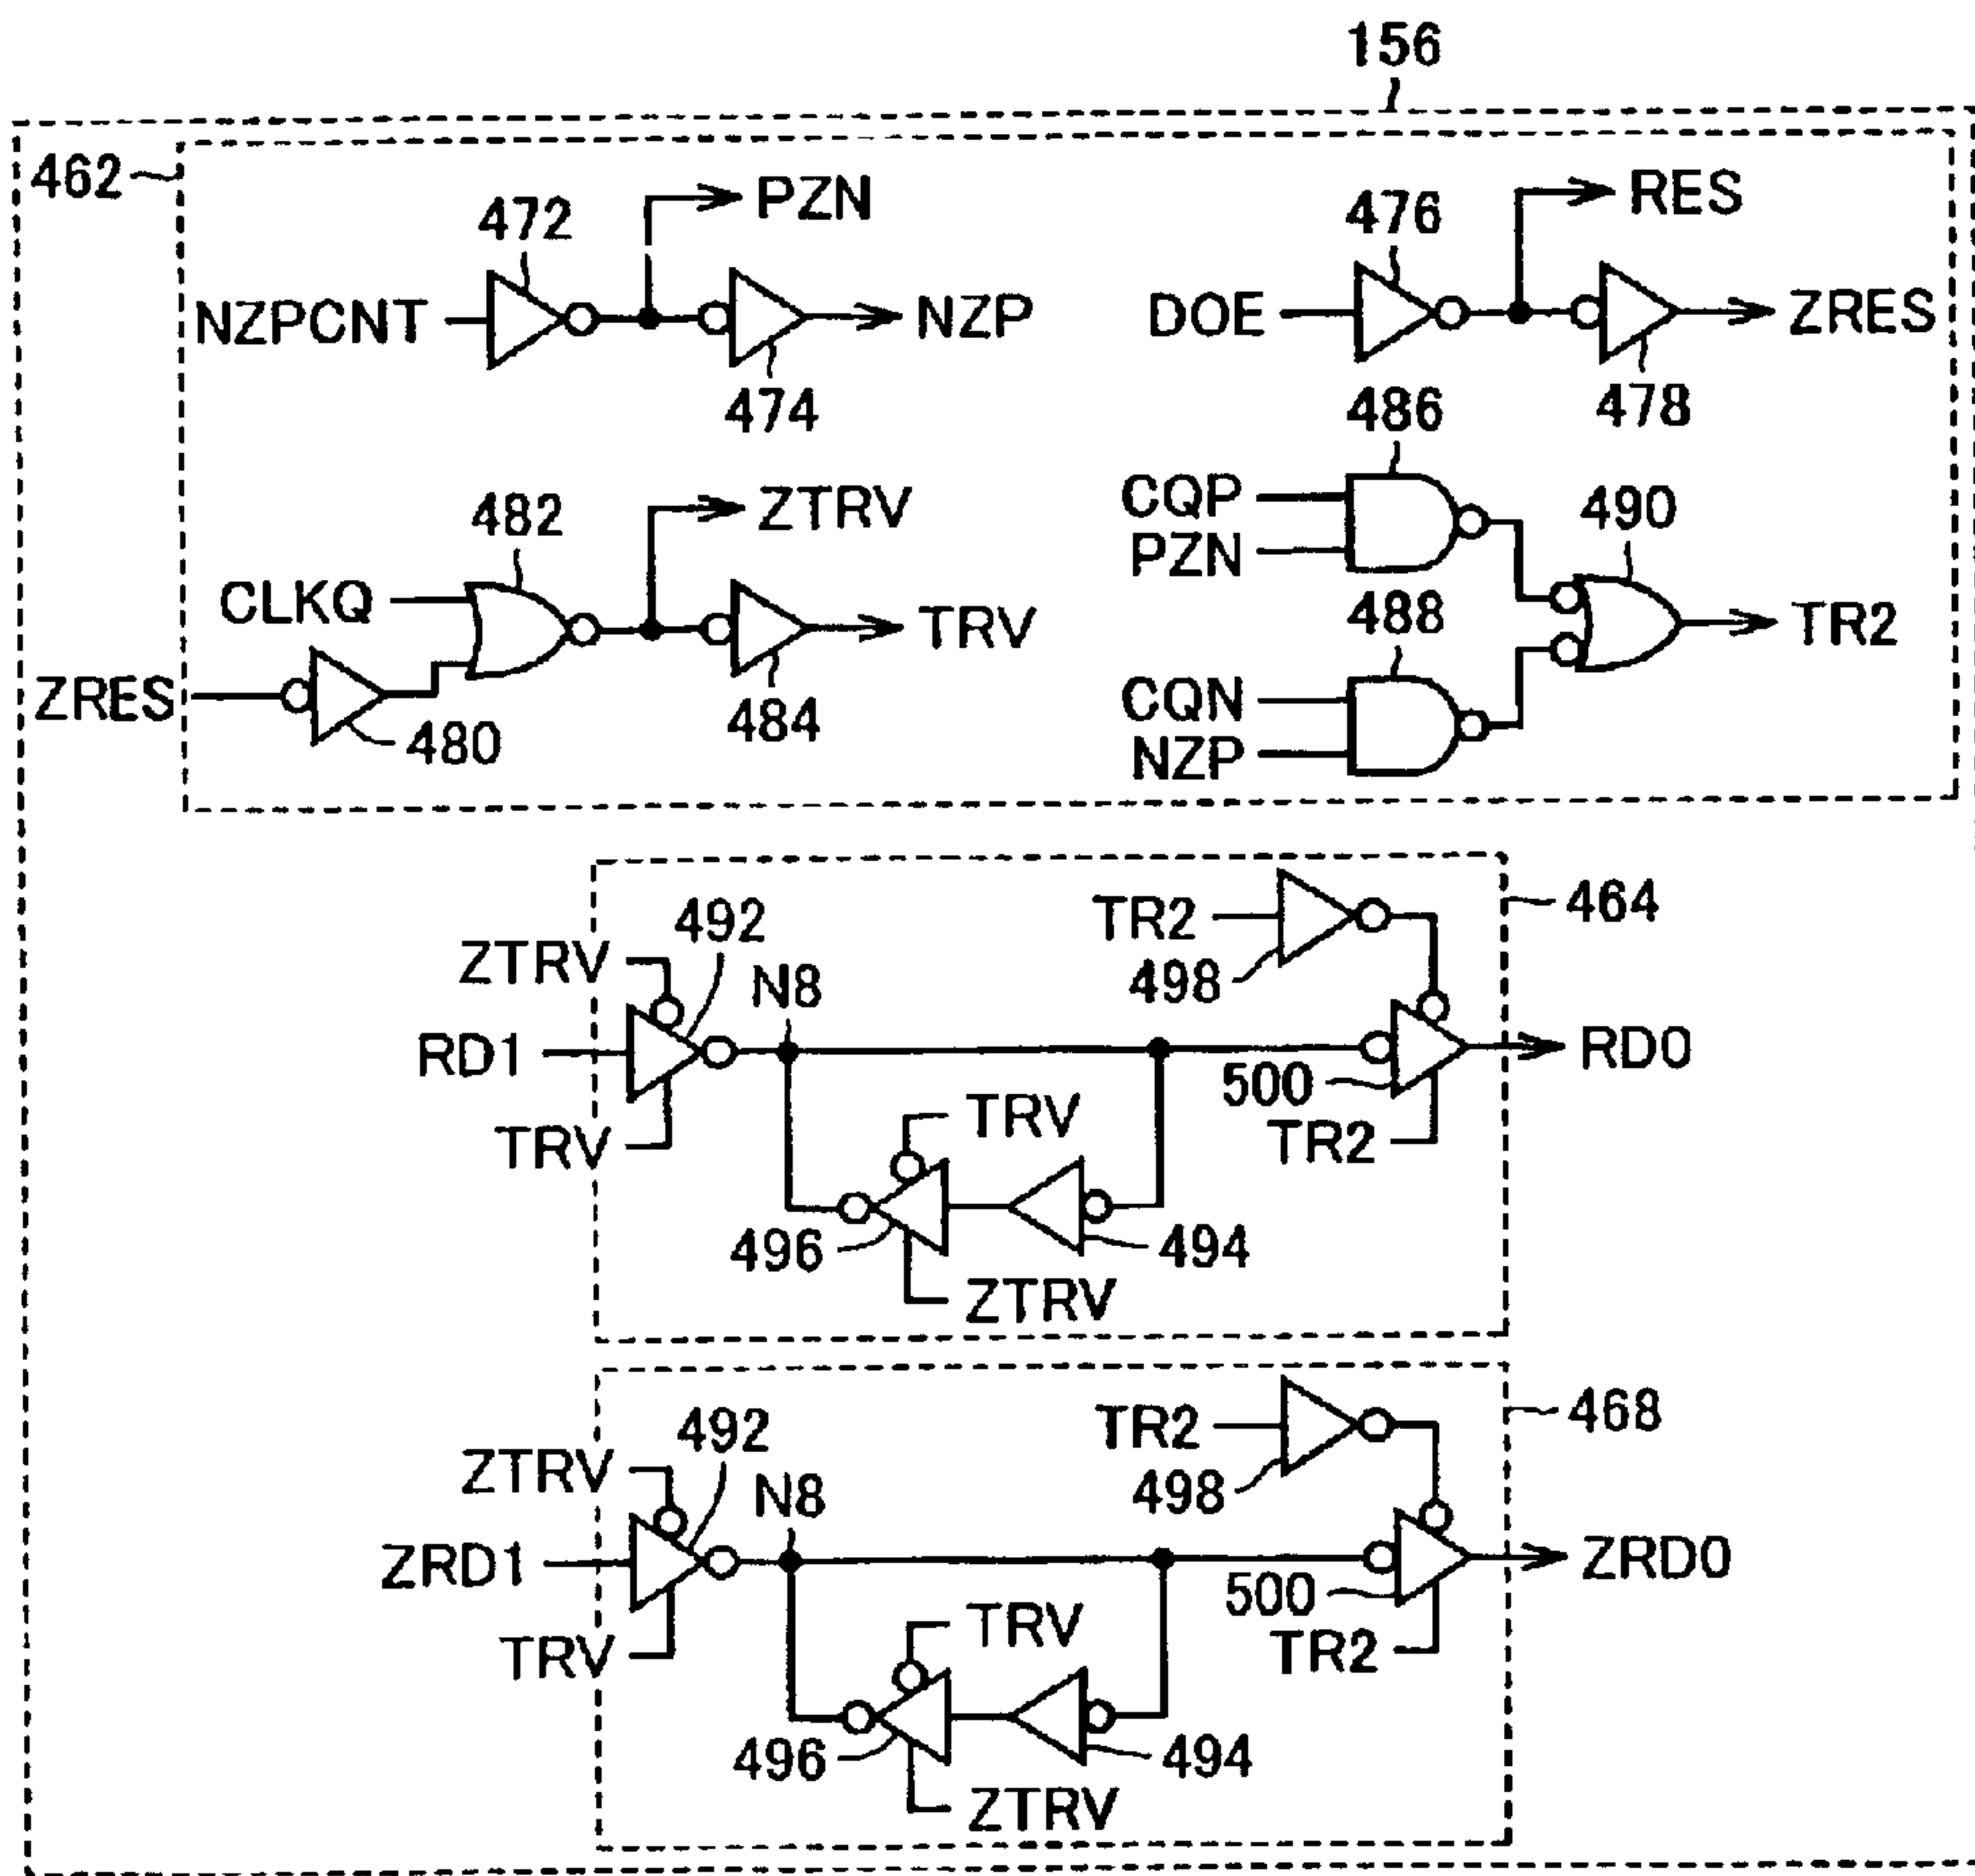 156
462
472
PZN
476
RES
NZPCNT
NZP
DOE
ZRES
474
478
486
ZTRV
CQP
490
482
PZN
CLKQ
488
TRV
TR2
ZRES
480
484
CQN
NZP
TR2
464
492
ZTRV
498
N8
RD1
500
RD0
TRV
TRV
TR2
496
494
ZTRV
TR2
468
492
ZTRV
498
N8
ZRD1
500
ZRD0
TRV
TRV
TR2
496
494
ZTRV